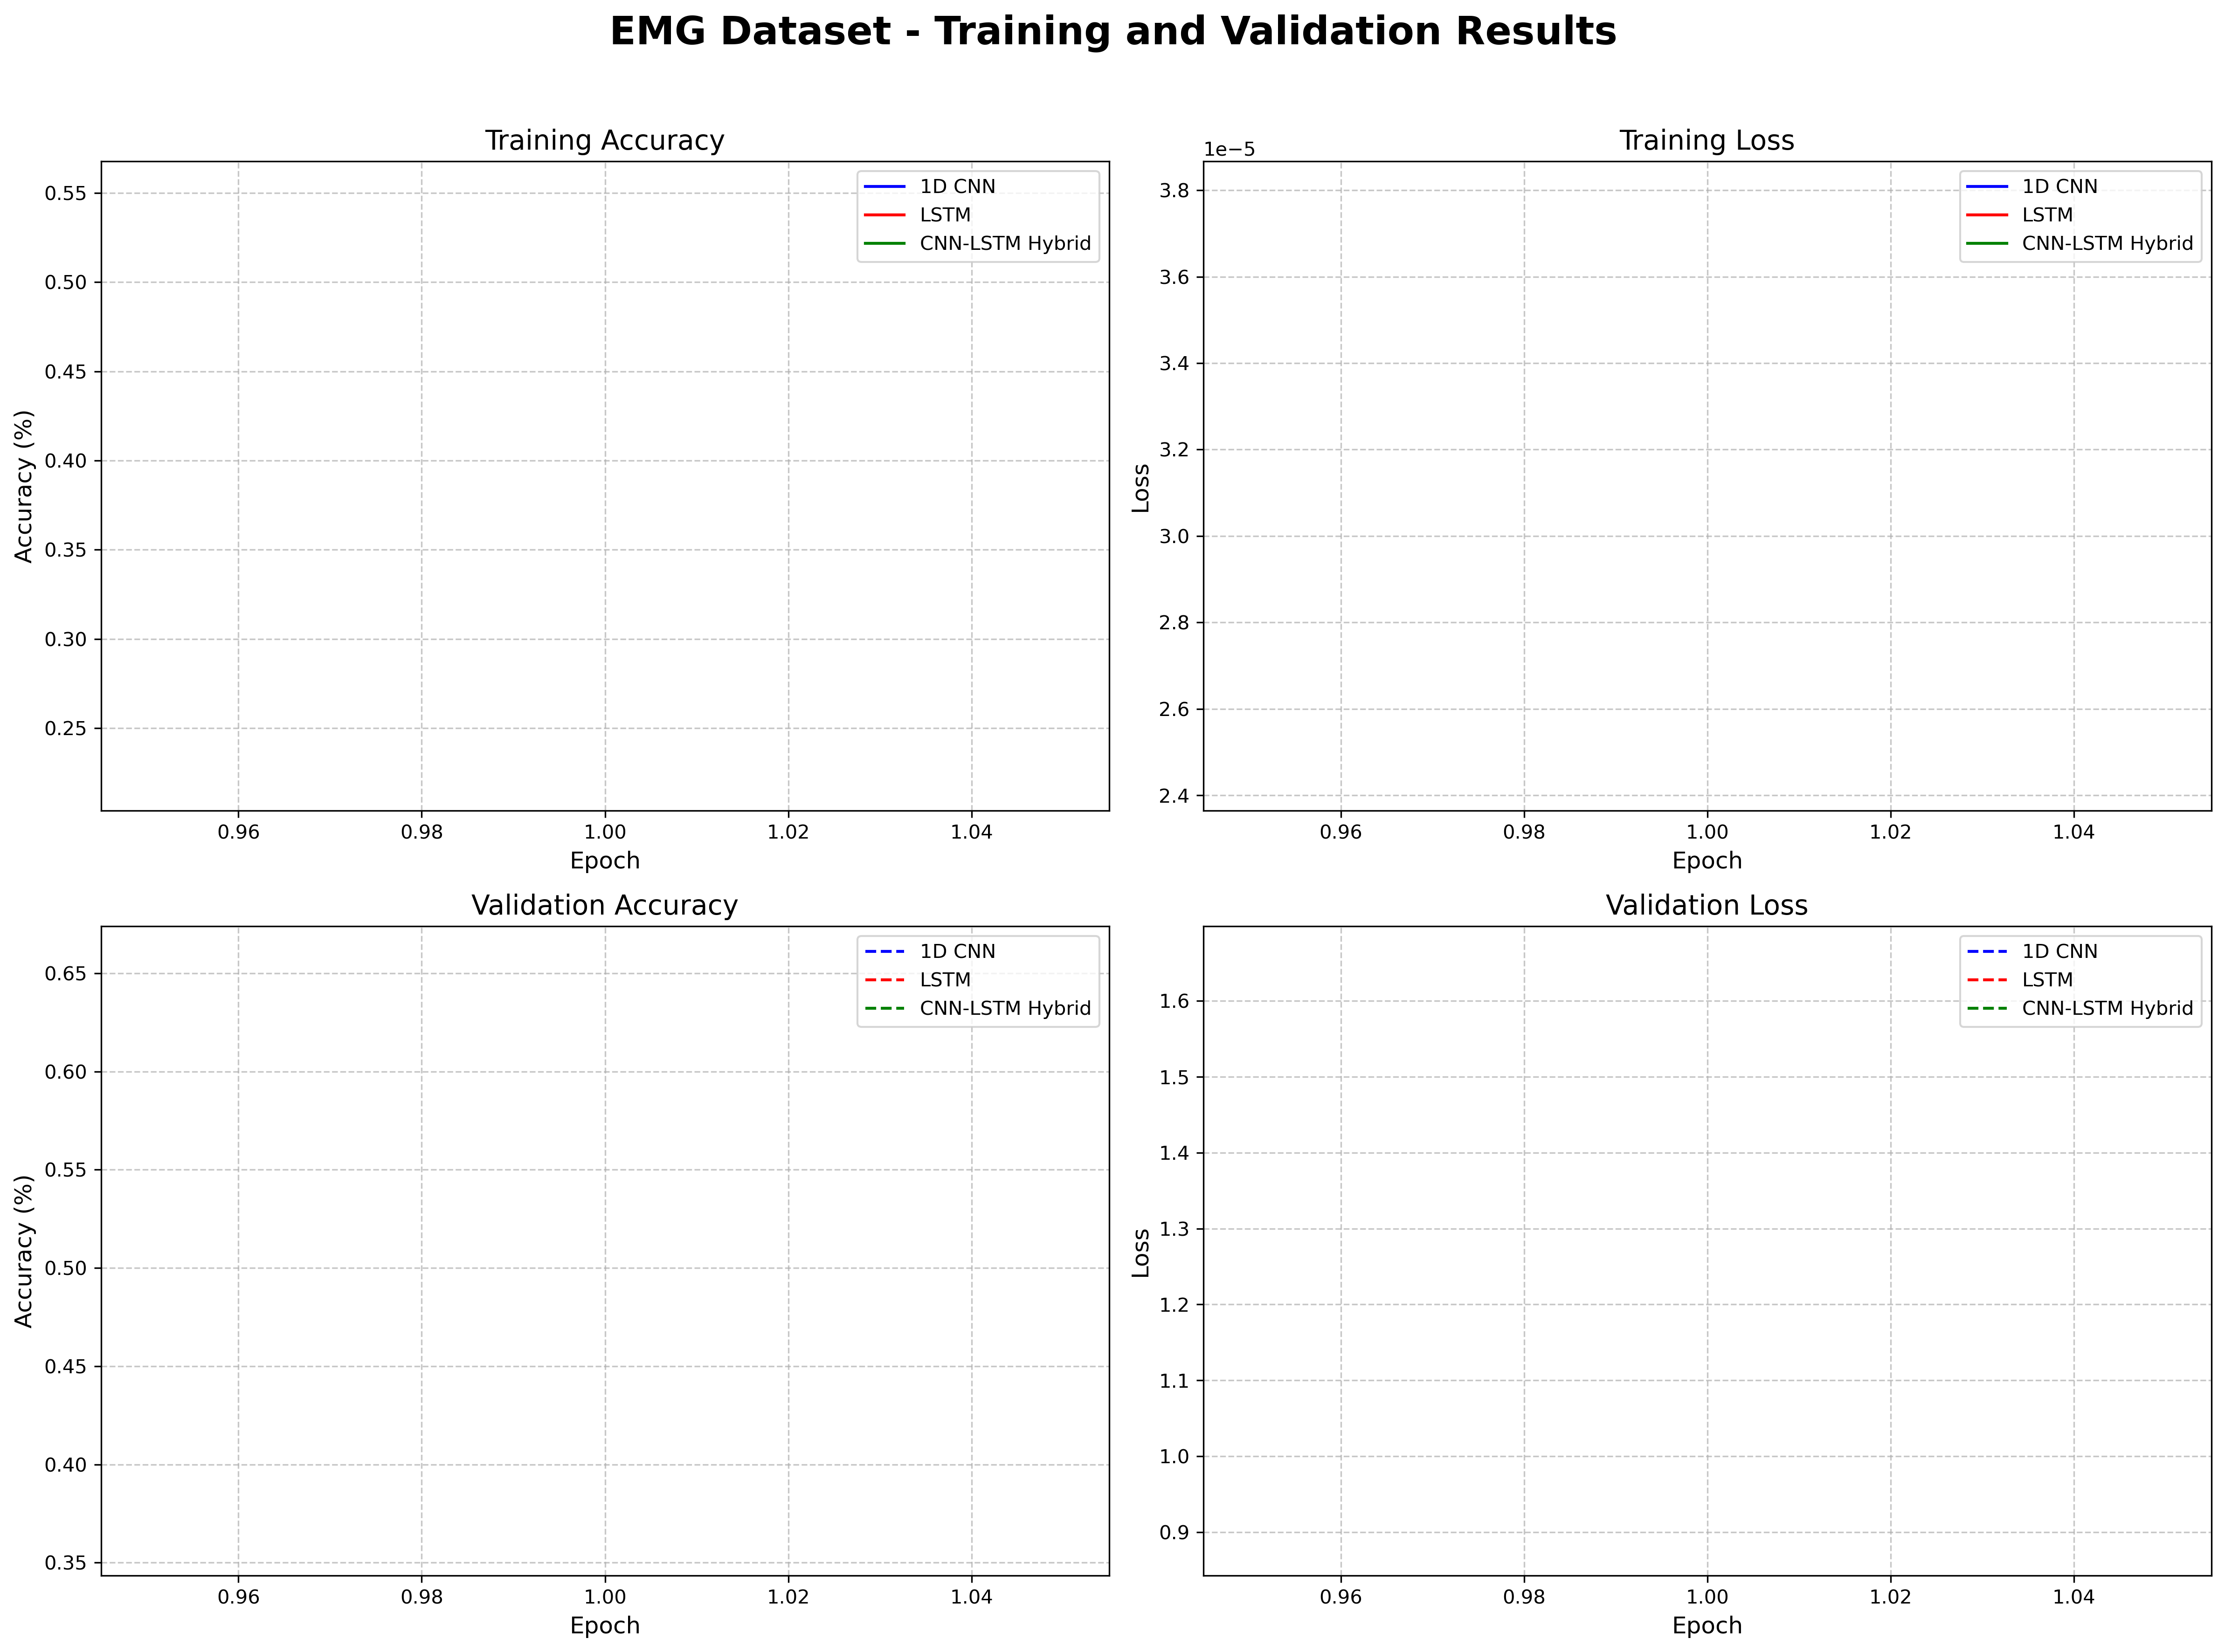 EMG Dataset - Training and Validation Results
Training Accuracy
0.55
0.50
0.45
0.40
0.35
0.30
0.25
Accuracy (%)
1D CNN
LSTM
CNN-LSTM Hybrid
0.96 0.98 1.00 1.02 1.04
Epoch
Training Loss
1e−5
3.8
3.6
3.4
3.2
3.0
2.8
2.6
2.4
Loss
1D CNN
LSTM
CNN-LSTM Hybrid
0.96 0.98 1.00 1.02 1.04
Epoch
Validation Accuracy
0.65
0.60
0.55
0.50
0.45
0.40
0.35
Accuracy (%)
1D CNN
LSTM
CNN-LSTM Hybrid
0.96 0.98 1.00 1.02 1.04
Epoch
Validation Loss
1.6
1.5
1.4
1.3
1.2
1.1
1.0
0.9
Loss
1D CNN
LSTM
CNN-LSTM Hybrid
0.96 0.98 1.00 1.02 1.04
Epoch